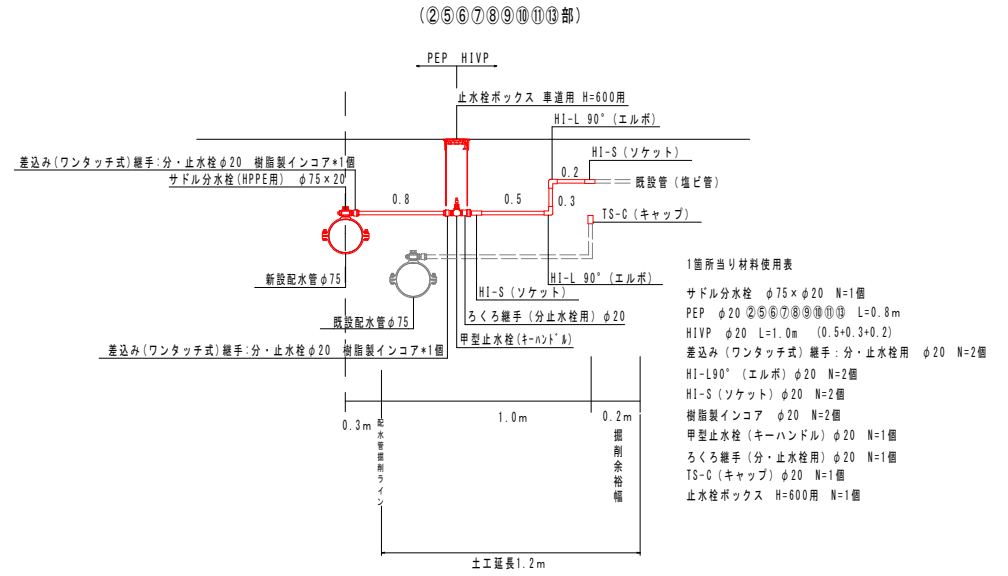 (②⑤⑥⑦⑧⑨⑩⑪⑬部)
PEP HIVP
止水栓ボックス 車道用 H=600用
HI-L 90°(エルボ)
HI-S(ソケット)
差込み(ワンタッチ式)継手:分・止水栓φ20 樹脂製インコア*1個
サドル分水栓(HPPE用) φ75×20
0.2
既設管(塩ビ管)
0.8
0.5
0.3
TS-C(キャップ)
新設配水管φ75
HI-L 90°(エルボ)
HI-S(ソケット)
既設配水管φ75
ろくろ継手(分止水栓用)φ20
甲型止水栓(キーハンドル)
差込み(ワンタッチ式)継手:分・止水栓φ20 樹脂製インコア*1個
1箇所当り材料使用表
サドル分水栓 φ75×φ20 N=1個
PEP φ20 ②⑤⑥⑦⑧⑨⑩⑪⑬ L=0.8m
HIVP φ20 L=1.0m (0.5+0.3+0.2)
差込み(ワンタッチ式)継手:分・止水栓用 φ20 N=2個
HI-L90°(エルボ)φ20 N=2個
HI-S(ソケット)φ20 N=2個
樹脂製インコア φ20 N=2個
甲型止水栓(キーハンドル)φ20 N=1個
ろくろ継手(分・止水栓用)φ20 N=1個
TS-C(キャップ)φ20 N=1個
止水栓ボックス H=600用 N=1個
0.3m
1.0m
0.2m
配水管掘削ライン
掘削余裕幅
土工延長1.2m